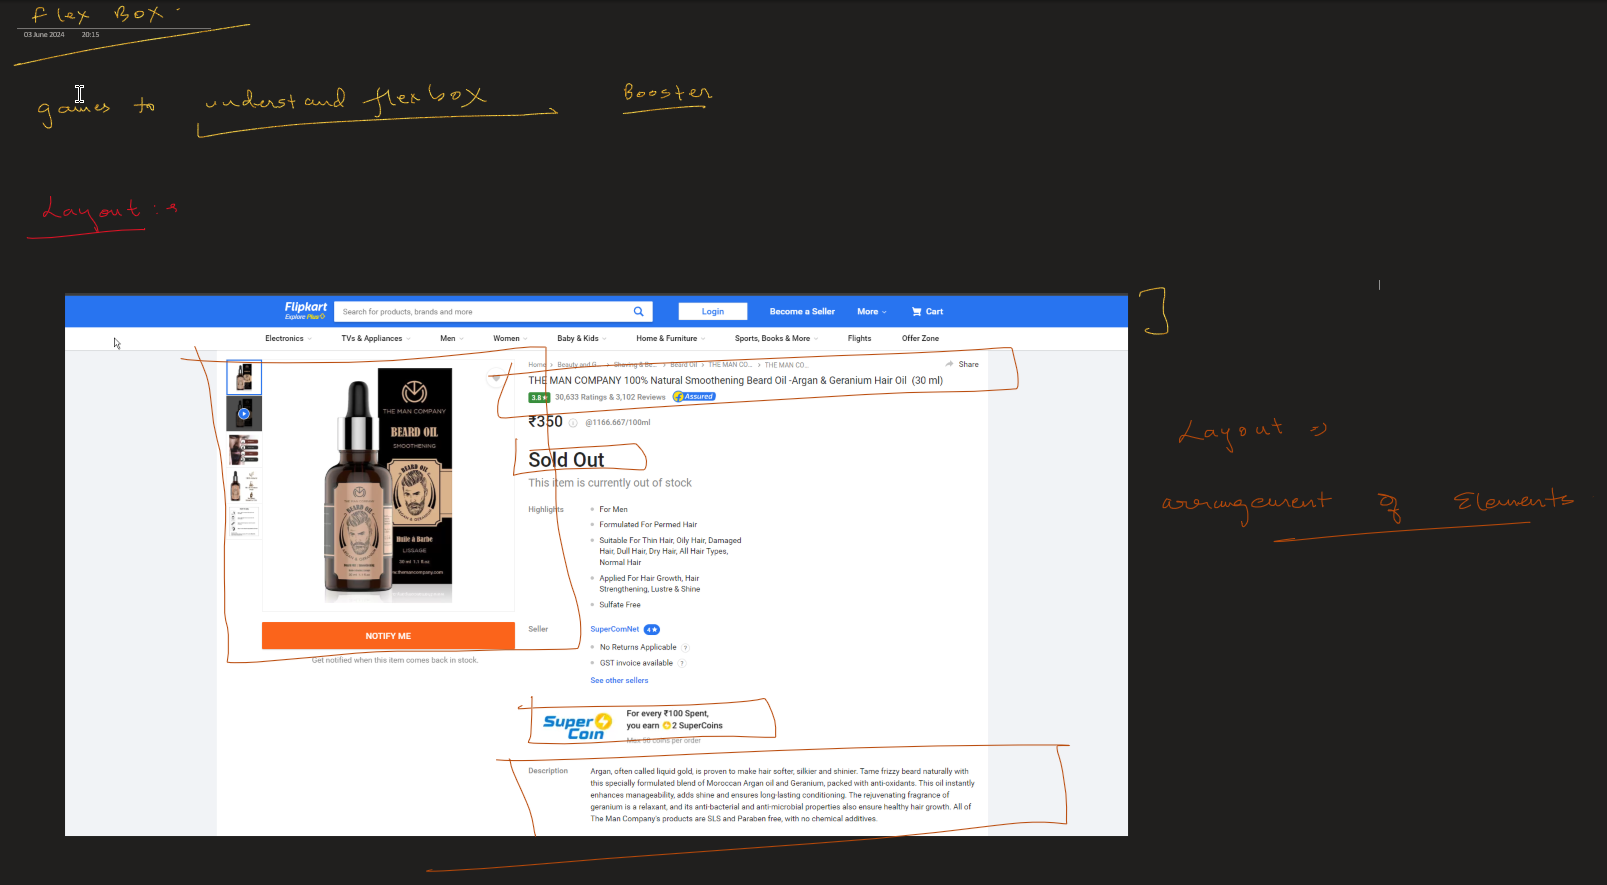 Flex Box
03 June 2024 20:15
games to understand flexbox Booster
Layout :→
Flipkart
Explore Plus
Search for products, brands and more
Login
Become a Seller
More
Cart
Electronics
TVs & Appliances
Men
Women
Baby & Kids
Home & Furniture
Sports, Books & More
Flights
Offer Zone
Home > Beauty and G... > Shaving & Be... > Beard Oil > THE MAN CO... > THE MAN CO...
Share
THE MAN COMPANY 100% Natural Smoothening Beard Oil -Argan & Geranium Hair Oil (30 ml)
3.8★ 30,633 Ratings & 3,102 Reviews Assured
₹350 @1166.667/100ml
Sold Out
This item is currently out of stock
THE MAN COMPANY
BEARD OIL
SMOOTHENING
BEARD OIL
Huile à Barbe
LISSAGE
30 ml 1.1 fl oz
NOTIFY ME
Get notified when this item comes back in stock.
Highlights
For Men
Formulated For Permed Hair
Suitable For Thin Hair, Oily Hair, Damaged
Hair, Dull Hair, Dry Hair, All Hair Types,
Normal Hair
Applied For Hair Growth, Hair
Strengthening, Lustre & Shine
Sulfate Free
Seller
SuperComNet 4★
No Returns Applicable ?
GST invoice available ?
See other sellers
Super
Coin
For every ₹100 Spent,
you earn 2 SuperCoins
Max 50 coins per order
Description
Argan, often called liquid gold, is proven to make hair softer, silkier and shinier. Tame frizzy beard naturally with
this specially formulated blend of Moroccan Argan oil and Geranium, packed with anti-oxidants. This oil instantly
enhances manageability, adds shine and ensures long-lasting conditioning. The rejuvenating fragrance of
geranium is a relaxant, and its anti-bacterial and anti-microbial properties also ensure healthy hair growth. All of
The Man Company's products are SLS and Paraben free, with no chemical additives.
Layout ⇒
arrangement of Elements